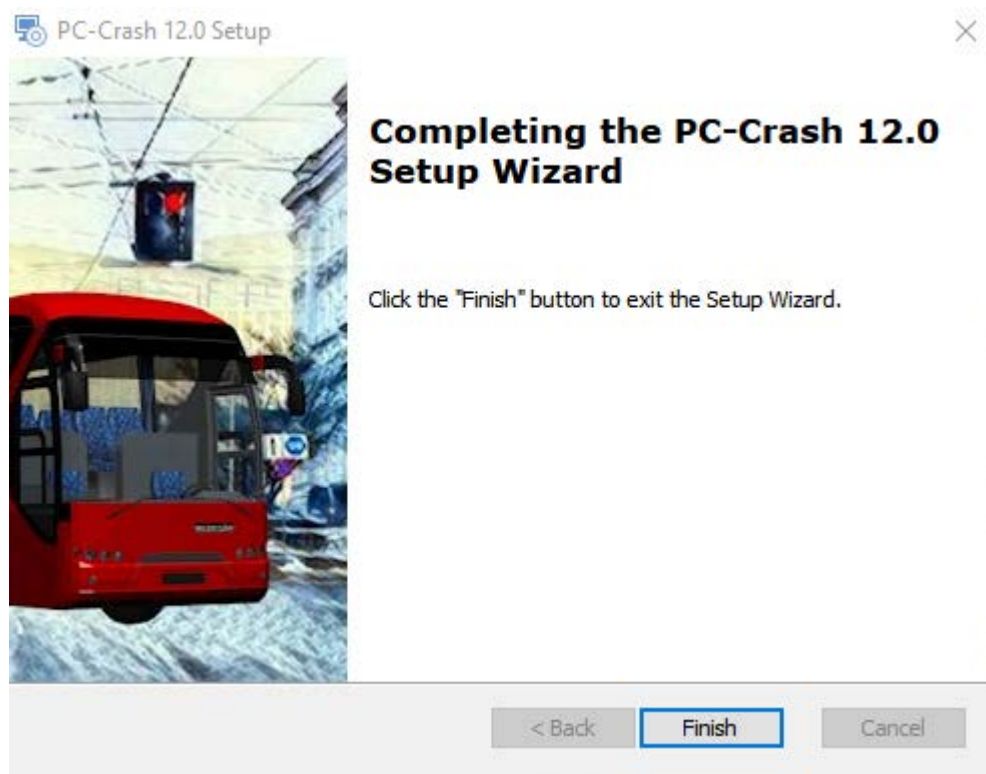 PC-Crash 12.0 Setup
Completing the PC-Crash 12.0
Setup Wizard
Click the "Finish" button to exit the Setup Wizard.
< Back
Finish
Cancel